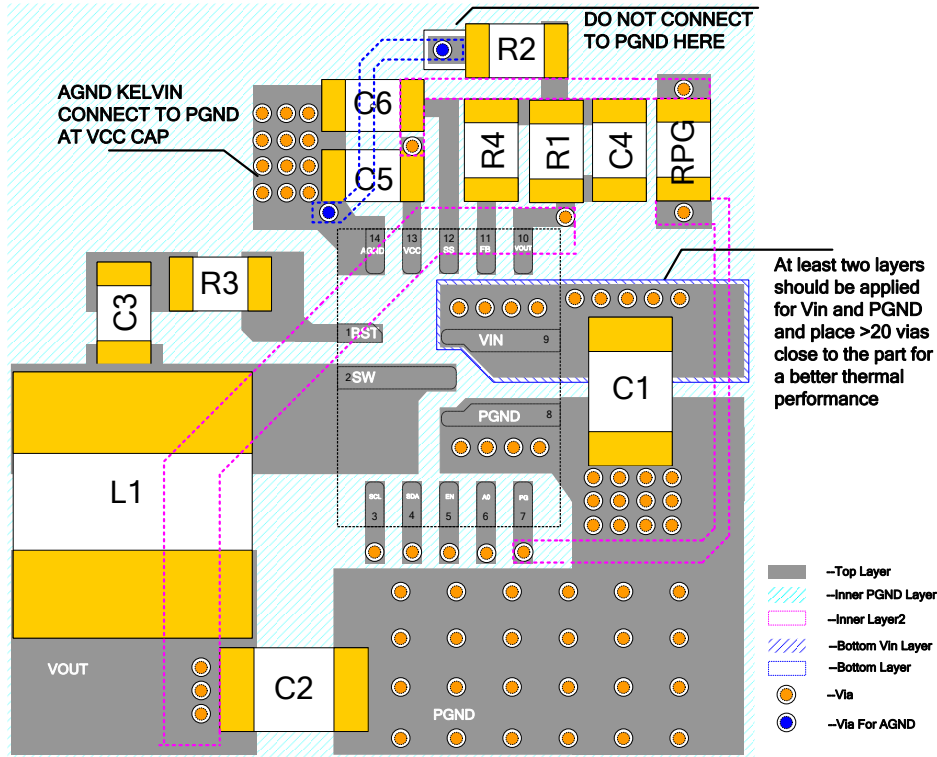 DO NOT CONNECT
TO PGND HERE
R2
AGND KELVIN
CONNECT TO PGND
AT VCC CAP
C6
C5
R4
R1
C4
RPG
14
13
12
11
10
AGND
VCC
SS
FB
VOUT
At least two layers
should be applied
for Vin and PGND
and place >20 vias
close to the part for
a better thermal
performance
C3
R3
1
BST
VIN
9
2
SW
C1
PGND
8
L1
SCL
SDA
EN
A0
PG
3
4
5
6
7
--Top Layer
--Inner PGND Layer
--Inner Layer2
--Bottom Vin Layer
--Bottom Layer
--Via
--Via For AGND
VOUT
C2
PGND